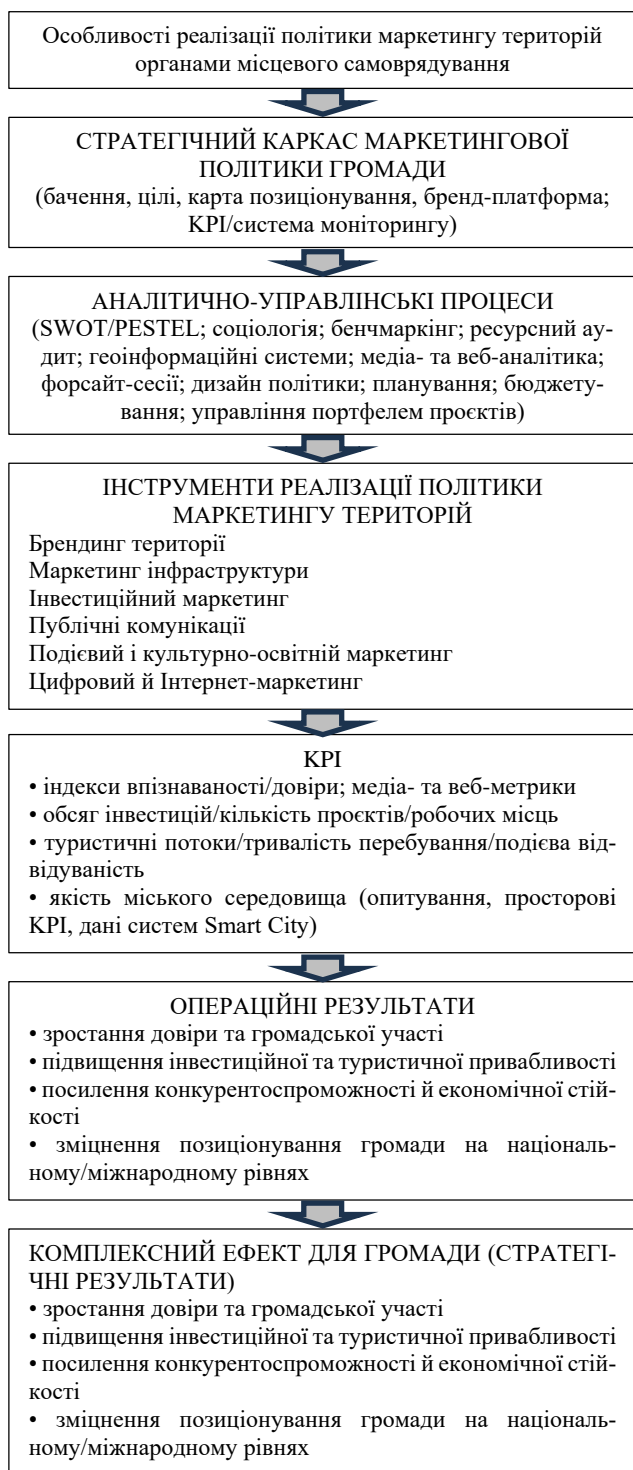 Особливості реалізації політики маркетингу територій
органами місцевого самоврядування
СТРАТЕГІЧНИЙ КАРКАС МАРКЕТИНГОВОЇ
ПОЛІТИКИ ГРОМАДИ
(бачення, цілі, карта позиціонування, бренд-платформа;
KPI/система моніторингу)
АНАЛІТИЧНО-УПРАВЛІНСЬКІ ПРОЦЕСИ
(SWOT/PESTEL; соціологія; бенчмаркінг; ресурсний ау-
дит; геоінформаційні системи; медіа- та веб-аналітика;
форсайт-сесії; дизайн політики; планування; бюджету-
вання; управління портфелем проєктів)
ІНСТРУМЕНТИ РЕАЛІЗАЦІЇ ПОЛІТИКИ
МАРКЕТИНГУ ТЕРИТОРІЙ
Брендинг території
Маркетинг інфраструктури
Інвестиційний маркетинг
Публічні комунікації
Подієвий і культурно-освітній маркетинг
Цифровий й Інтернет-маркетинг
KPI
• індекси впізнаваності/довіри; медіа- та веб-метрики
• обсяг інвестицій/кількість проєктів/робочих місць
• туристичні потоки/тривалість перебування/подієва від-
відуваність
• якість міського середовища (опитування, просторові
KPI, дані систем Smart City)
ОПЕРАЦІЙНІ РЕЗУЛЬТАТИ
• зростання довіри та громадської участі
• підвищення інвестиційної та туристичної привабливості
• посилення конкурентоспроможності й економічної стій-
кості
• зміцнення позиціонування громади на національ-
ному/міжнародному рівнях
КОМПЛЕКСНИЙ ЕФЕКТ ДЛЯ ГРОМАДИ (СТРАТЕГІ-
ЧНІ РЕЗУЛЬТАТИ)
• зростання довіри та громадської участі
• підвищення інвестиційної та туристичної привабливості
• посилення конкурентоспроможності й економічної стій-
кості
• зміцнення позиціонування громади на національ-
ному/міжнародному рівнях